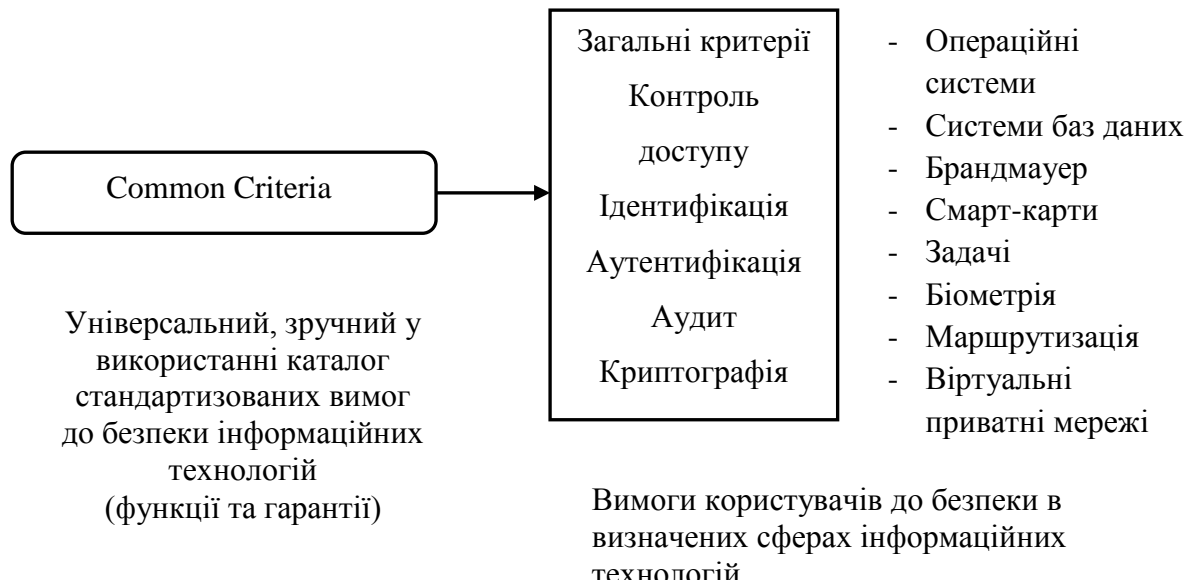 Common Criteria
Універсальний, зручний у
використанні каталог
стандартизованих вимог
до безпеки інформаційних
технологій
(функції та гарантії)
Загальні критерії
Контроль
доступу
Ідентифікація
Аутентифікація
Аудит
Криптографія
- Операційні
системи
- Системи баз даних
- Брандмауер
- Смарт-карти
- Задачі
- Біометрія
- Маршрутизація
- Віртуальні
приватні мережі
Вимоги користувачів до безпеки в
визначених сферах інформаційних
технологій